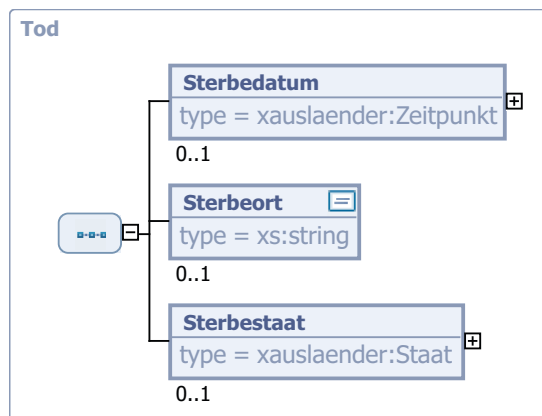 Tod
Sterbedatum
type = xauslaender:Zeitpunkt
0..1
Sterbeort
type = xs:string
0..1
Sterbestaat
type = xauslaender:Staat
0..1